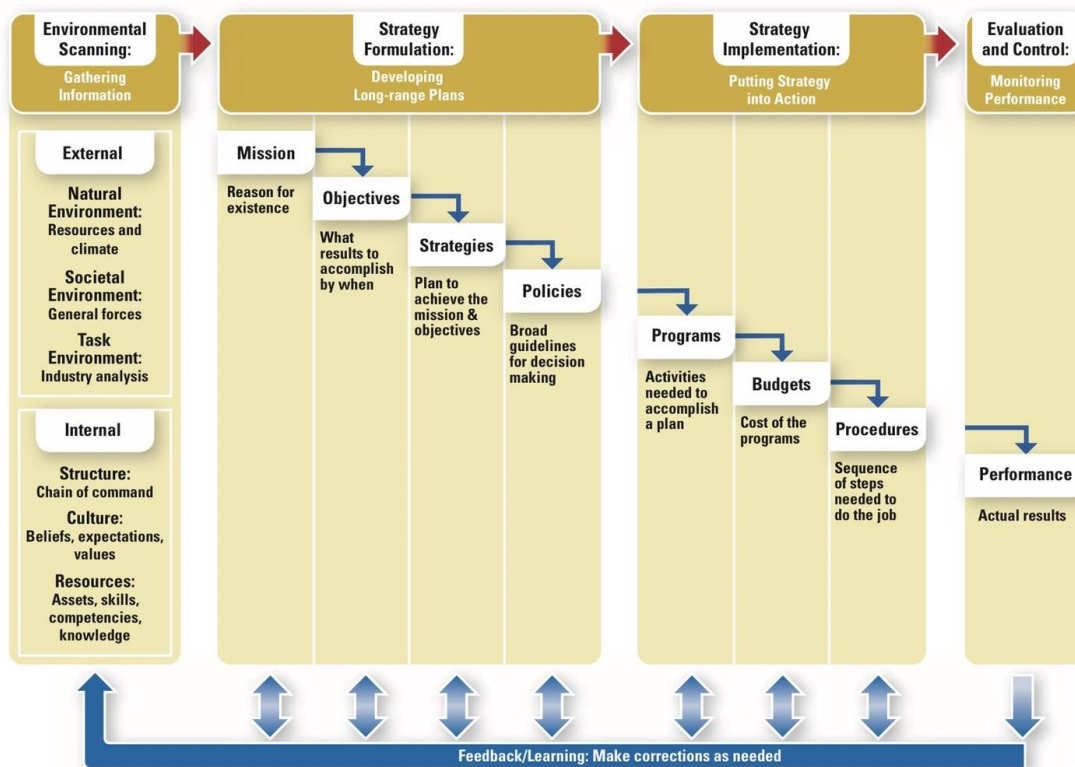 Environmental
Scanning:
Gathering
Information
Strategy
Formulation:
Developing
Long-range Plans
Strategy
Implementation:
Putting Strategy
into Action
Evaluation
and Control:
Monitoring
Performance
External
Natural
Environment:
Resources and
climate
Societal
Environment:
General forces
Task
Environment:
Industry analysis
Internal
Structure:
Chain of command
Culture:
Beliefs, expectations,
values
Resources:
Assets, skills,
competencies,
knowledge
Mission
Reason for
existence
Objectives
What
results to
accomplish
by when
Strategies
Plan to
achieve the
mission &
objectives
Policies
Broad
guidelines
for decision
making
Programs
Activities
needed to
accomplish
a plan
Budgets
Cost of the
programs
Procedures
Sequence
of steps
needed to
do the job
Performance
Actual results
Feedback/Learning: Make corrections as needed